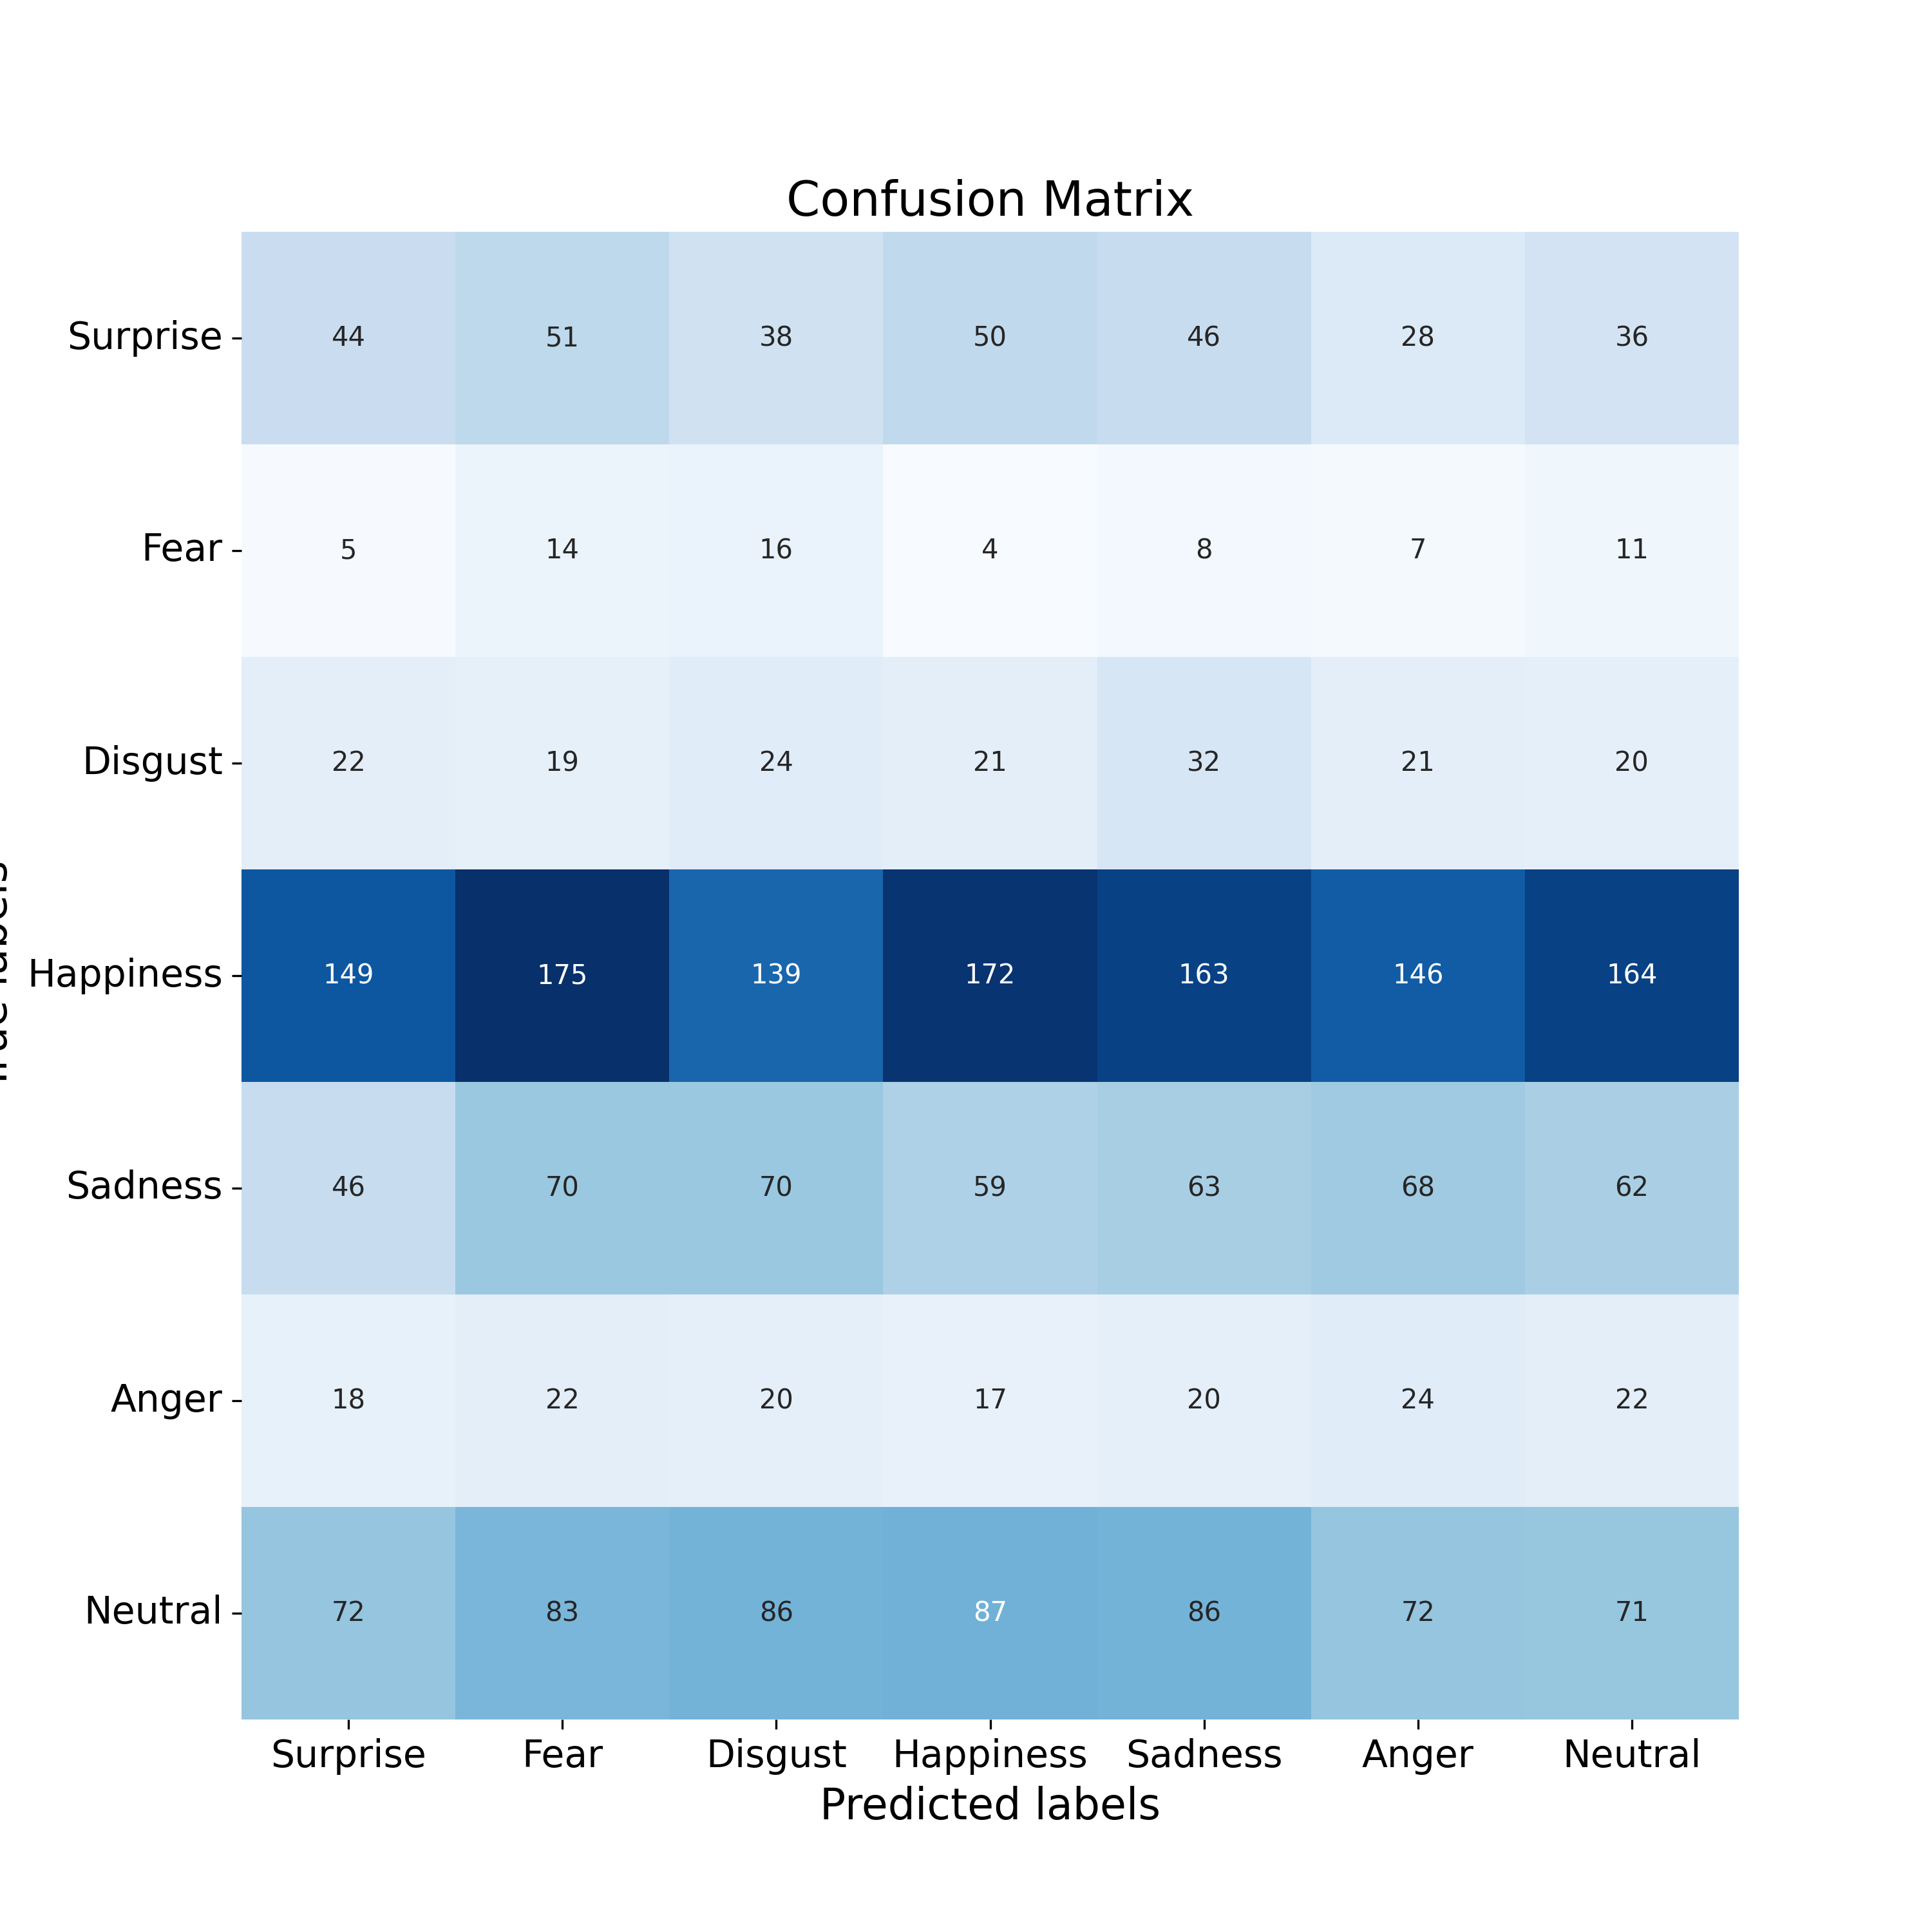 Confusion Matrix
Surprise 44 51 38 50 46 28 36
Fear 5 14 16 4 8 7 11
Disgust 22 19 24 21 32 21 20
Happiness 149 175 139 172 163 146 164
Sadness 46 70 70 59 63 68 62
Anger 18 22 20 17 20 24 22
Neutral 72 83 86 87 86 72 71
Surprise Fear Disgust Happiness Sadness Anger Neutral
Predicted labels